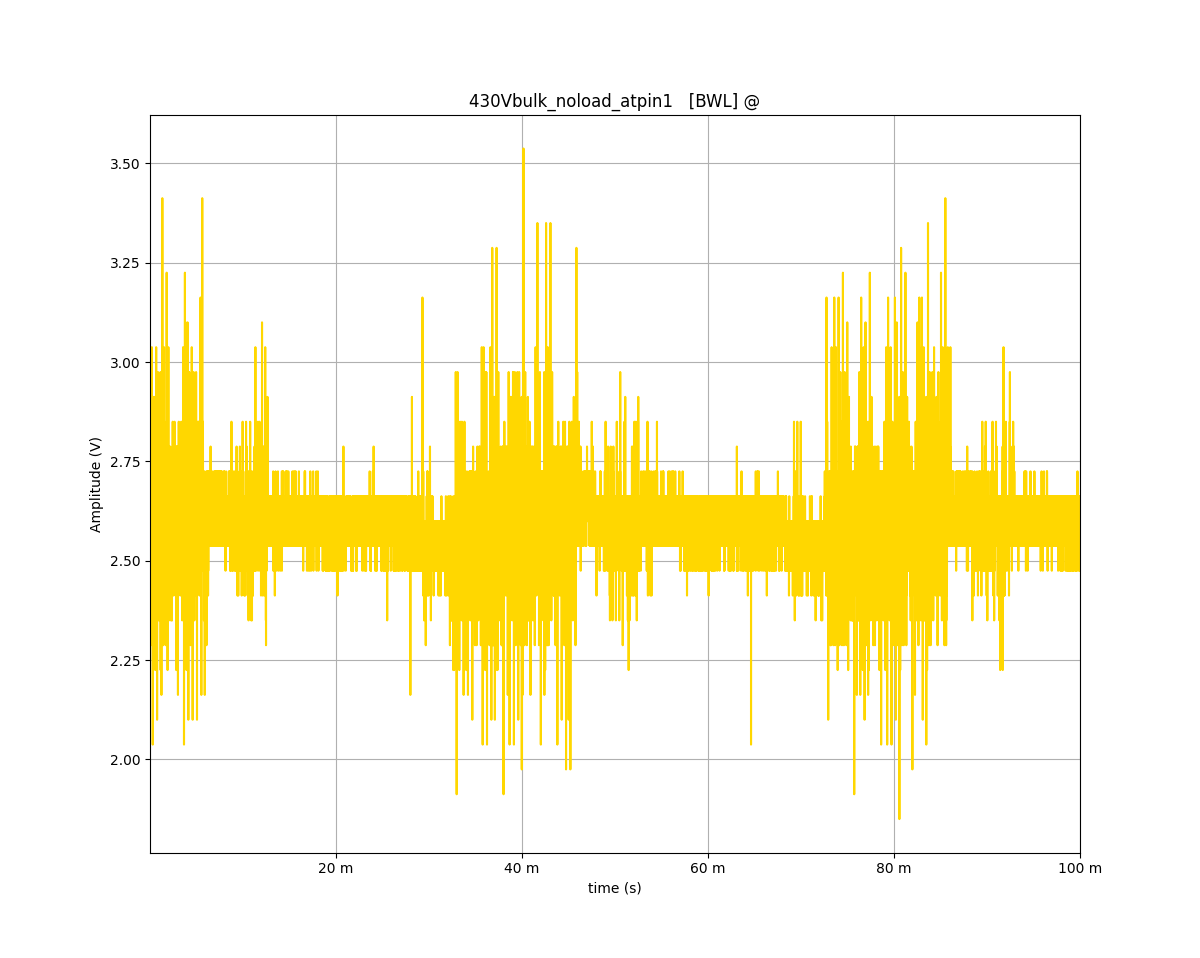 430Vbulk_noload_atpin1   [BWL] @
3.50
3.25
3.00
2.75
2.50
2.25
2.00
Amplitude (V)
20 m
40 m
60 m
80 m
100 m
time (s)